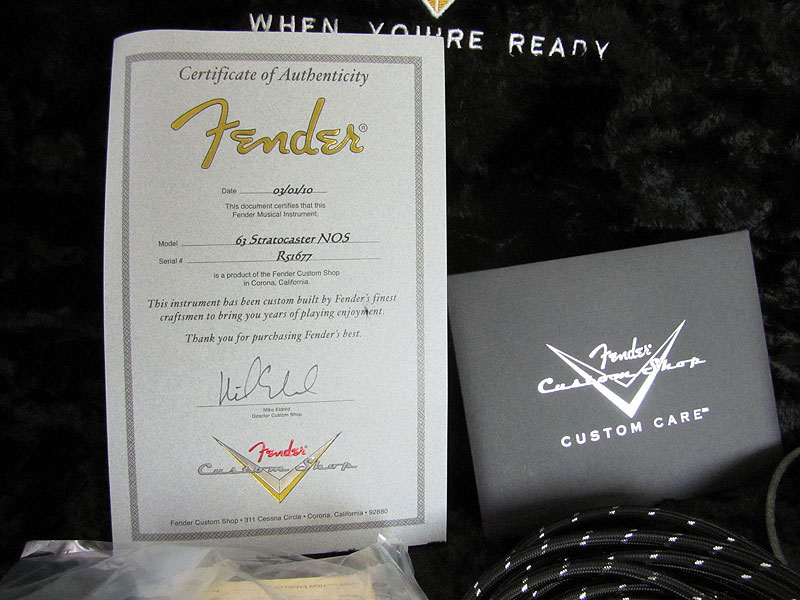 WHEN YOU'RE READY
Certificate of Authenticity
Fender®
Date 03/01/10
This document certifies that this
Fender Musical Instrument,
Model 63 Stratocaster NOS
Serial # R51677
is a product of the Fender Custom Shop
in Corona, California.
This instrument has been custom built by Fender's finest
craftsmen to bring you years of playing enjoyment.
Thank you for purchasing Fender's best.
Mike Eldred
Director Custom Shop
Fender
Custom Shop
Fender Custom Shop • 311 Cessna Circle • Corona, California • 92880
Fender
Custom Shop
CUSTOM CARE